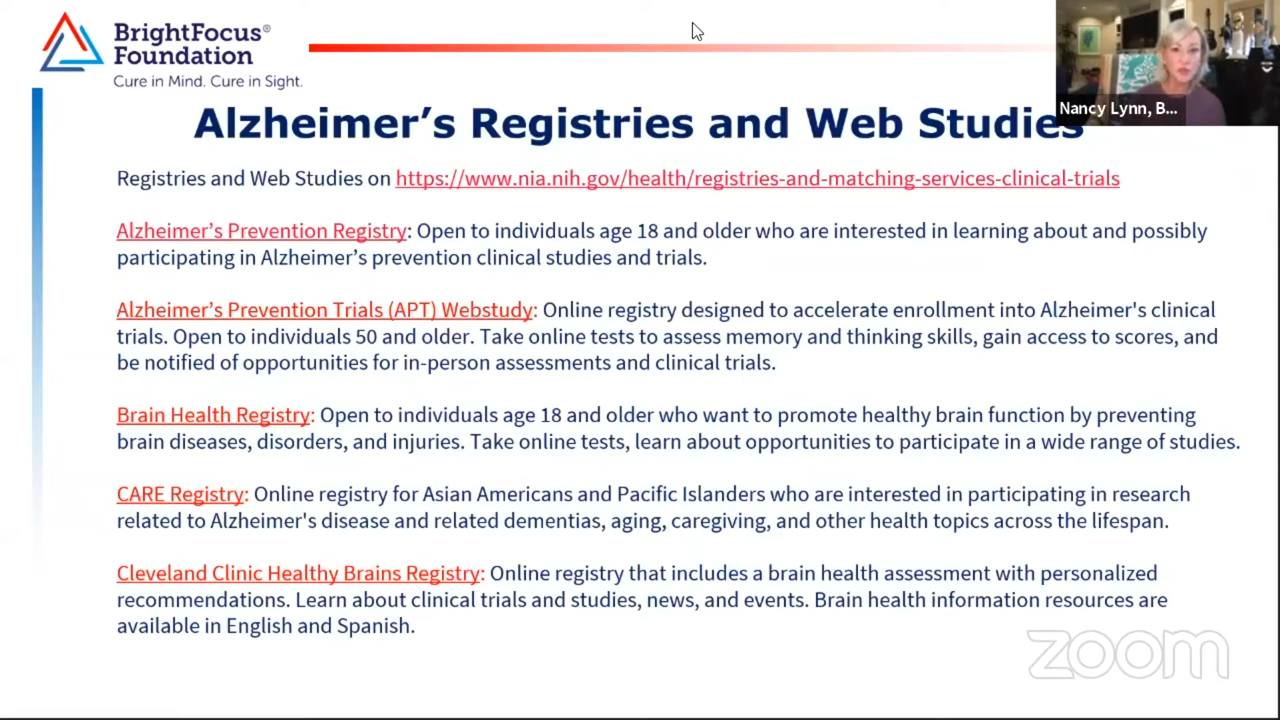 BrightFocus®
Foundation
Cure in Mind. Cure in Sight.
Nancy Lynn, B...
Alzheimer’s Registries and Web Studies
Registries and Web Studies on https://www.nia.nih.gov/health/registries-and-matching-services-clinical-trials
Alzheimer’s Prevention Registry: Open to individuals age 18 and older who are interested in learning about and possibly
participating in Alzheimer’s prevention clinical studies and trials.
Alzheimer’s Prevention Trials (APT) Webstudy: Online registry designed to accelerate enrollment into Alzheimer's clinical
trials. Open to individuals 50 and older. Take online tests to assess memory and thinking skills, gain access to scores, and
be notified of opportunities for in-person assessments and clinical trials.
Brain Health Registry: Open to individuals age 18 and older who want to promote healthy brain function by preventing
brain diseases, disorders, and injuries. Take online tests, learn about opportunities to participate in a wide range of studies.
CARE Registry: Online registry for Asian Americans and Pacific Islanders who are interested in participating in research
related to Alzheimer's disease and related dementias, aging, caregiving, and other health topics across the lifespan.
Cleveland Clinic Healthy Brains Registry: Online registry that includes a brain health assessment with personalized
recommendations. Learn about clinical trials and studies, news, and events. Brain health information resources are
available in English and Spanish.
zoom